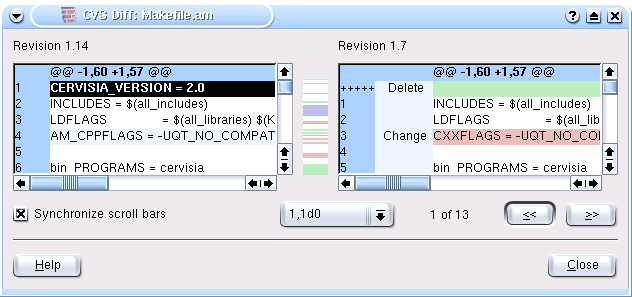 CVS Diff: Makefile.am
Revision 1.14
Revision 1.7
@@ -1,60 +1,57 @@
1 CERVISIA_VERSION = 2.0
2 INCLUDES = $(all_includes)
3 LDFLAGS = $(all_libraries) $(K
4 AM_CPPFLAGS = -UQT_NO_COMPAT
5
6 bin_PROGRAMS = cervisia
@@ -1,60 +1,57 @@
+++++ Delete
1 INCLUDES = $(all_includes)
2 LDFLAGS = $(all_lib
3 Change CXXFLAGS = -UQT_NO_CO
4
5 bin_PROGRAMS = cervisia
Synchronize scroll bars
1,1d0
1 of 13
<<
>>
Help
Close